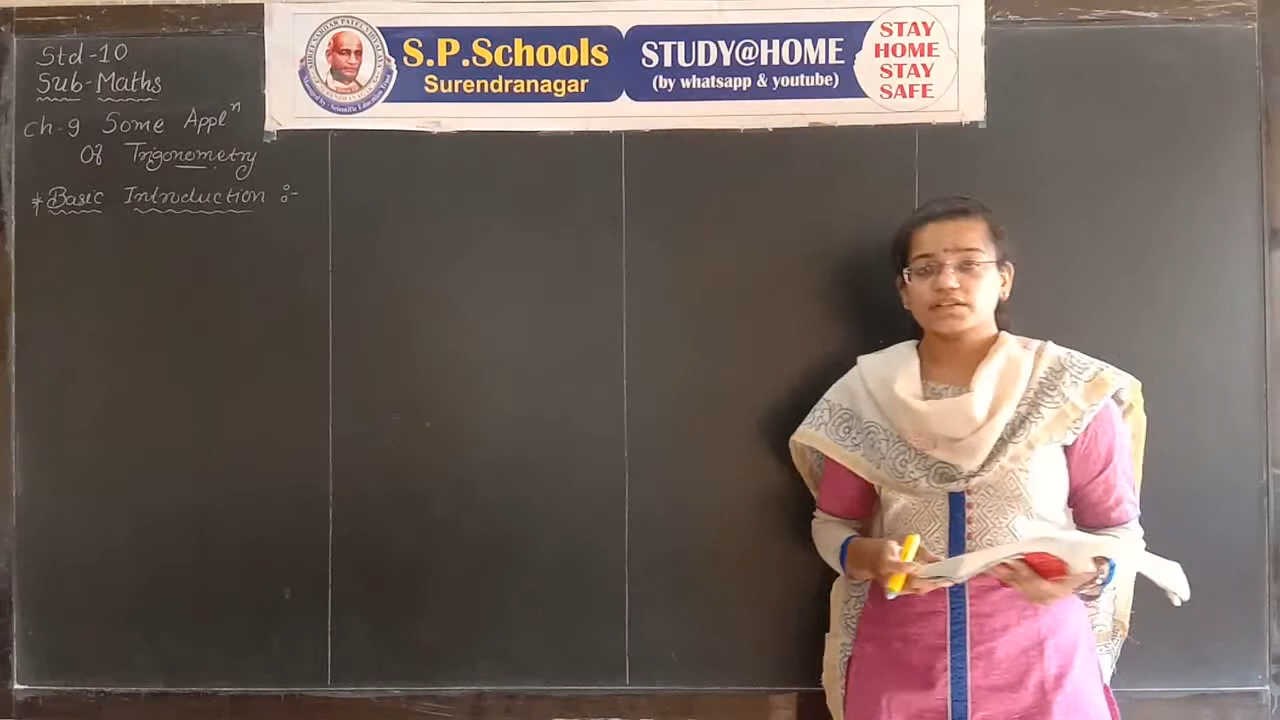 Std-10
Sub-Maths
Ch-9 Some Applⁿ
Of Trigonometry
* Basic Introduction :-
S.P.Schools
Surendranagar
STUDY@HOME
(by whatsapp & youtube)
STAY
HOME
STAY
SAFE